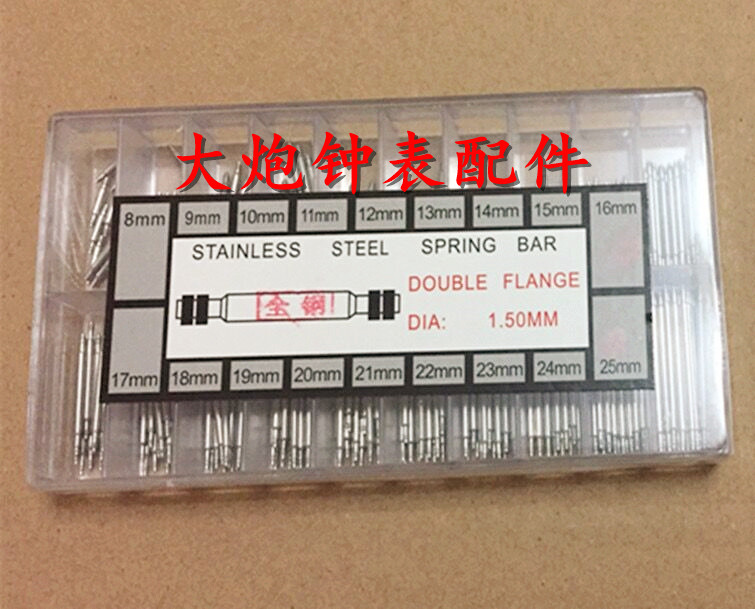 大炮钟表配件
8mm 9mm 10mm 11mm 12mm 13mm 14mm 15mm 16mm
STAINLESS STEEL SPRING BAR
DOUBLE FLANGE
全钢
DIA: 1.50MM
17mm 18mm 19mm 20mm 21mm 22mm 23mm 24mm 25mm